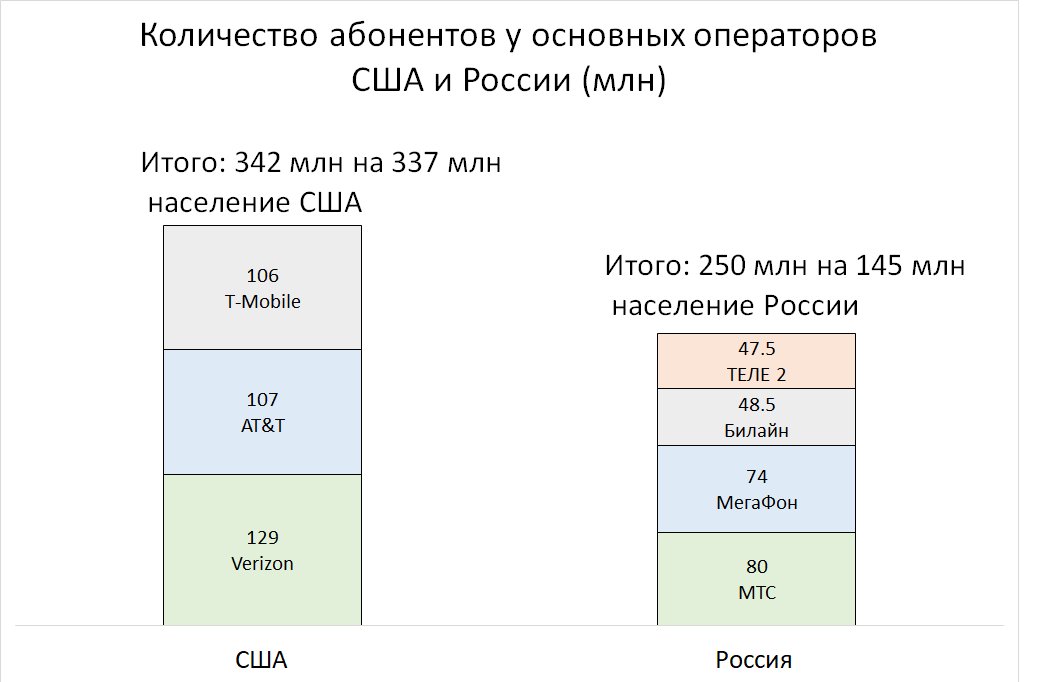 Количество абонентов у основных операторов
США и России (млн)
Итого: 342 млн на 337 млн
население США
106
T-Mobile
107
AT&T
129
Verizon
США
Итого: 250 млн на 145 млн
население России
47.5
ТЕЛЕ 2
48.5
Билайн
74
МегаФон
80
МТС
Россия